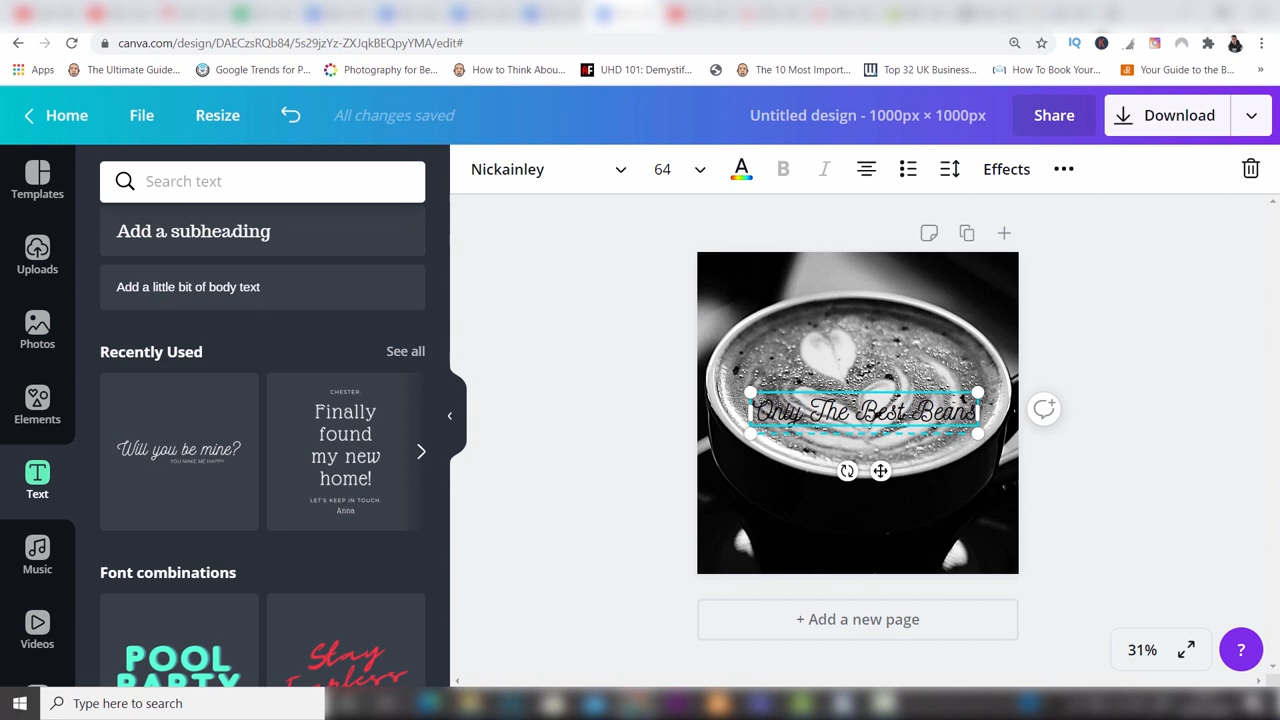 canva.com/design/DAECzsRQb84/5s29jzYz-ZXJqkBEQpyYMA/edit#
Apps
The Ultimate Guide...
Google Trends for P...
Photography for Be...
How to Think Abou...
UHD 101: Demystif...
The 10 Most Import...
Top 32 UK Business...
How To Book Your...
Your Guide to the B...
»
Home
File
Resize
All changes saved
Untitled design - 1000px × 1000px
Share
Download
Templates
Uploads
Photos
Elements
Text
Music
Videos
Search text
Add a subheading
Add a little bit of body text
Recently Used
See all
Will you be mine?
YOU MAKE ME HAPPY
CHESTER.
Finally
found
my new
home!
LET'S KEEP IN TOUCH.
Anna
Font combinations
POOL
PARTY
Stay
Fearless
Nickainley
64
A
B
I
Effects
Only The Best Beans
+ Add a new page
31%
?
Type here to search